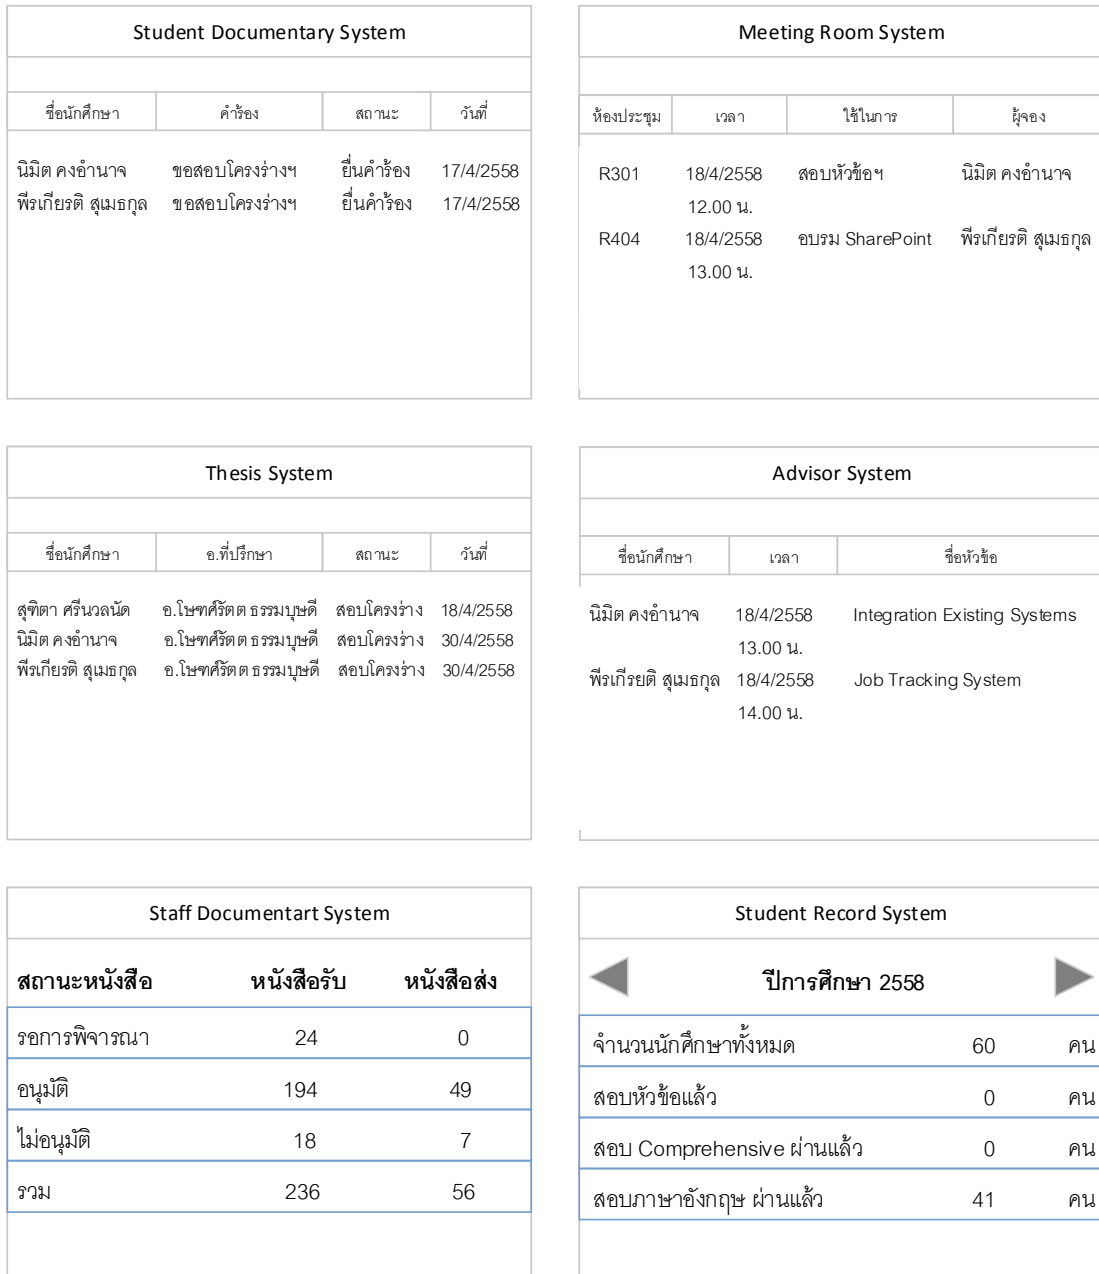 Student Documentary System
ชื่อนักศึกษา คำร้อง สถานะ วันที่
นิมิต คงอำนาจ ขอสอบโครงร่างฯ ยื่นคำร้อง 17/4/2558
พีรเกียรติ สุเมธกุล ขอสอบโครงร่างฯ ยื่นคำร้อง 17/4/2558
Meeting Room System
ห้องประชุม เวลา ใช้ในการ ผู้จอง
R301 18/4/2558 สอบหัวข้อฯ นิมิต คงอำนาจ
12.00 น.
R404 18/4/2558 อบรม SharePoint พีรเกียรติ สุเมธกุล
13.00 น.
Thesis System
ชื่อนักศึกษา อ.ที่ปรึกษา สถานะ วันที่
สุฑิตา ศรีนวลนัด อ.โษฑศ์รัตต ธรรมบุษดี สอบโครงร่าง 18/4/2558
นิมิต คงอำนาจ อ.โษฑศ์รัตต ธรรมบุษดี สอบโครงร่าง 30/4/2558
พีรเกียรติ สุเมธกุล อ.โษฑศ์รัตต ธรรมบุษดี สอบโครงร่าง 30/4/2558
Advisor System
ชื่อนักศึกษา เวลา ชื่อหัวข้อ
นิมิต คงอำนาจ 18/4/2558 Integration Existing Systems
13.00 น.
พีรเกีรยติ สุเมธกุล 18/4/2558 Job Tracking System
14.00 น.
Staff Documentart System
สถานะหนังสือ หนังสือรับ หนังสือส่ง
รอการพิจารณา 24 0
อนุมัติ 194 49
ไม่อนุมัติ 18 7
รวม 236 56
Student Record System
ปีการศึกษา 2558
จำนวนนักศึกษาทั้งหมด 60 คน
สอบหัวข้อแล้ว 0 คน
สอบ Comprehensive ผ่านแล้ว 0 คน
สอบภาษาอังกฤษ ผ่านแล้ว 41 คน